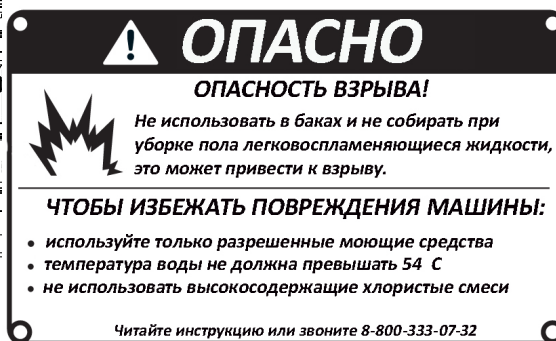 ОПАСНО
ОПАСНОСТЬ ВЗРЫВА!
Не использовать в баках и не собирать при
уборке пола легковоспламеняющиеся жидкости,
это может привести к взрыву.
ЧТОБЫ ИЗБЕЖАТЬ ПОВРЕЖДЕНИЯ МАШИНЫ:
• используйте только разрешенные моющие средства
• температура воды не должна превышать 54 С
• не использовать высокосодержащие хлористые смеси
Читайте инструкцию или звоните 8-800-333-07-32